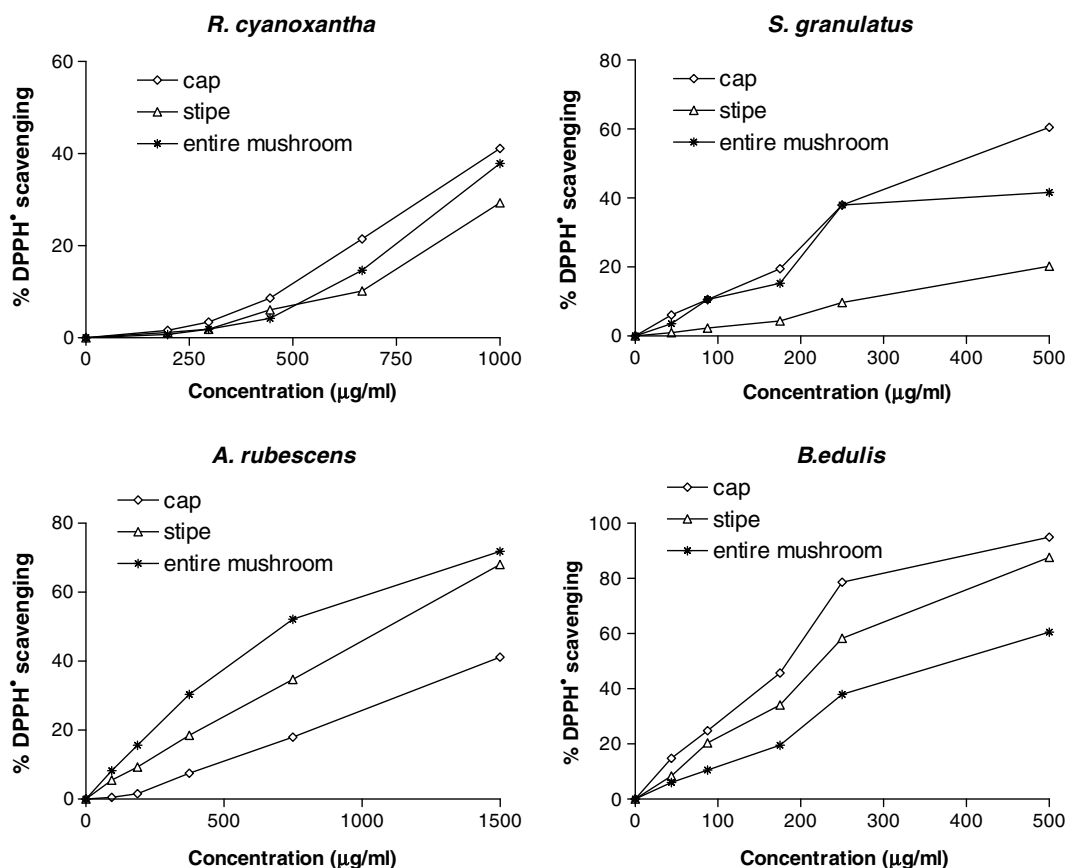 R. cyanoxantha
60
40
20
0
% DPPH• scavenging
cap
stipe
entire mushroom
0
250
500
750
1000
Concentration (μg/ml)
S. granulatus
80
60
40
20
0
% DPPH• scavenging
cap
stipe
entire mushroom
0
100
200
300
400
500
Concentration (μg/ml)
A. rubescens
80
60
40
20
0
% DPPH• scavenging
cap
stipe
entire mushroom
0
500
1000
1500
Concentration (μg/ml)
B.edulis
100
80
60
40
20
0
% DPPH• scavenging
cap
stipe
entire mushroom
0
100
200
300
400
500
Concentration (μg/ml)